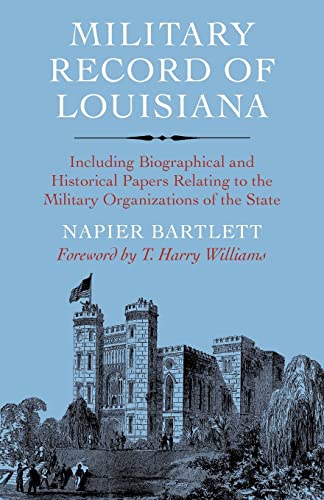 MILITARY
RECORD OF
LOUISIANA
Including Biographical and
Historical Papers Relating to the
Military Organizations of the State
NAPIER BARTLETT
Foreword by T. Harry Williams